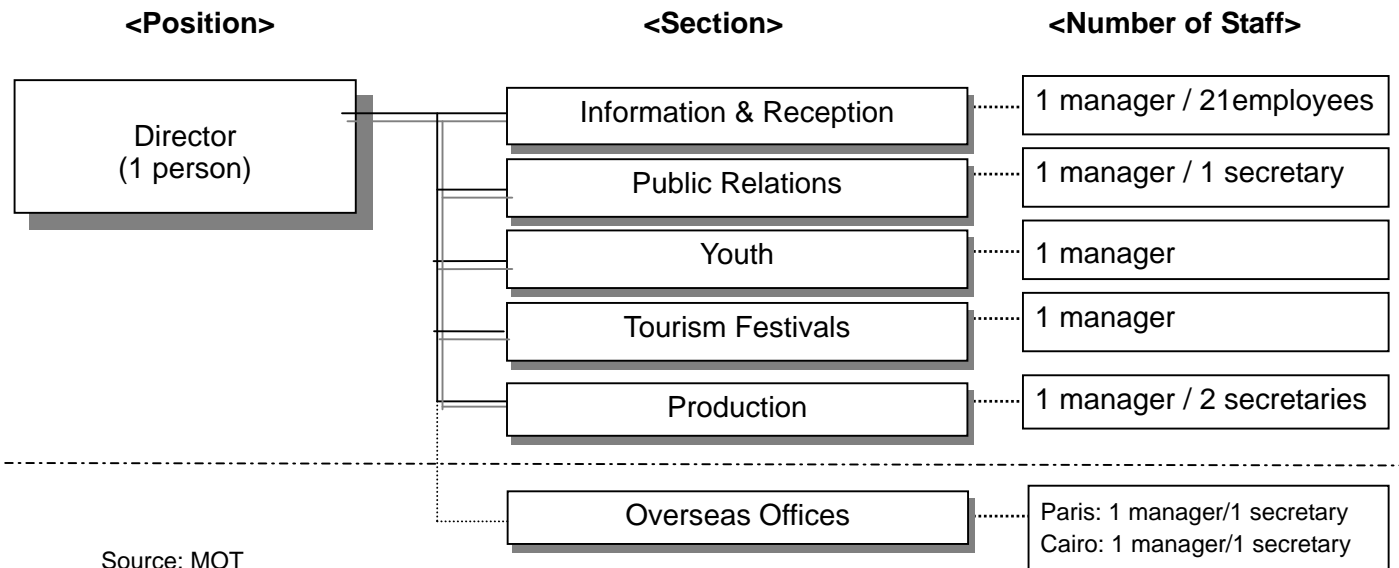 <Position> <Section> <Number of Staff>
Director
(1 person)
Information & Reception
1 manager / 21employees
Public Relations
1 manager / 1 secretary
Youth
1 manager
Tourism Festivals
1 manager
Production
1 manager / 2 secretaries
Overseas Offices
Paris: 1 manager/1 secretary
Cairo: 1 manager/1 secretary
Source: MOT